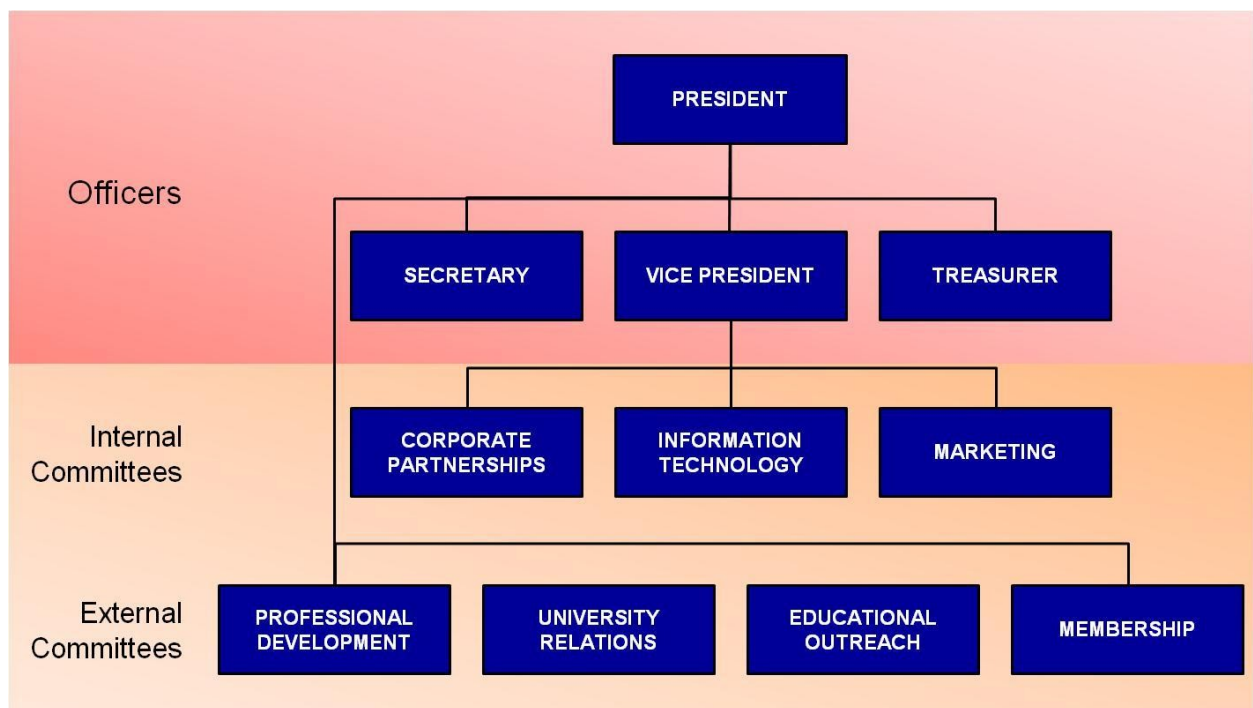 PRESIDENT
Officers
SECRETARY
VICE PRESIDENT
TREASURER
Internal
Committees
CORPORATE
PARTNERSHIPS
INFORMATION
TECHNOLOGY
MARKETING
External
Committees
PROFESSIONAL
DEVELOPMENT
UNIVERSITY
RELATIONS
EDUCATIONAL
OUTREACH
MEMBERSHIP